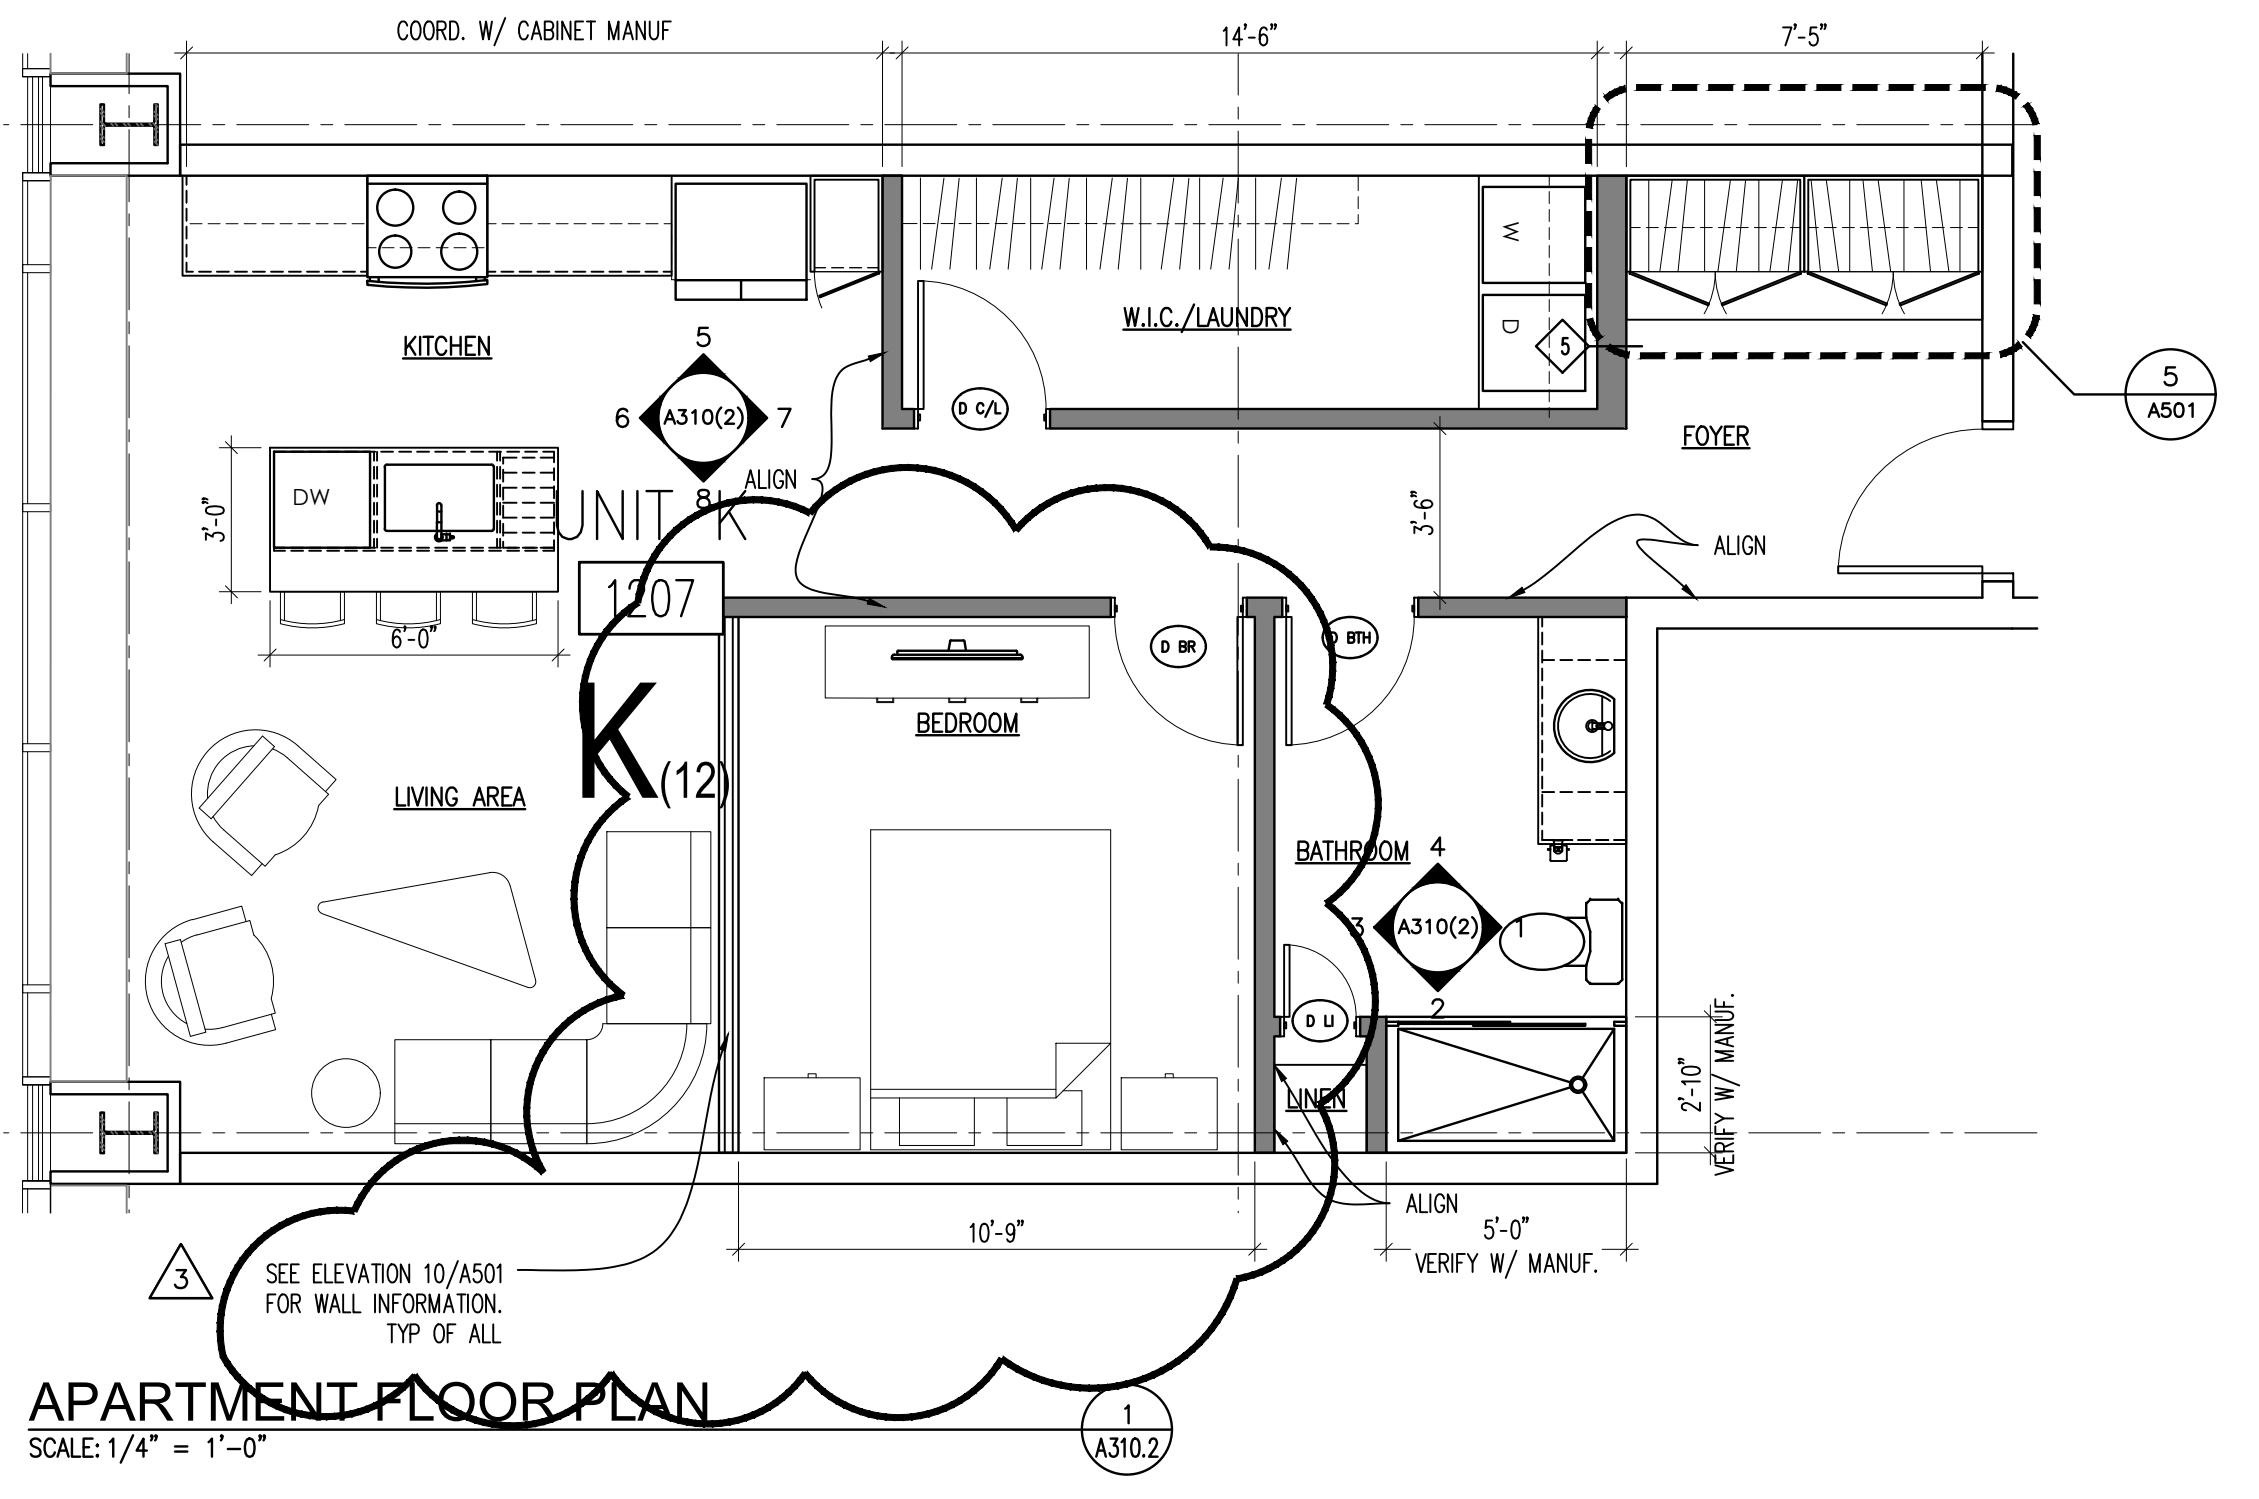 COORD. W/ CABINET MANUF
14'-6"
7'-5"
W
W.I.C./LAUNDRY
D
5
KITCHEN
5
6
A310(2)
7
8
5
A501
D C/L
FOYER
ALIGN
DW
3'-0"
UNIT K
3'-6"
ALIGN
1207
6'-0"
D BR
D BTH
BEDROOM
K(12)
LIVING AREA
BATHROOM
4
3
A310(2)
1
2
D LI
LINEN
2'-10"
VERIFY W/ MANUF.
ALIGN
10'-9"
5'-0"
VERIFY W/ MANUF.
3
SEE ELEVATION 10/A501
FOR WALL INFORMATION.
TYP OF ALL
APARTMENT FLOOR PLAN
1
A310.2
SCALE: 1/4" = 1'-0"